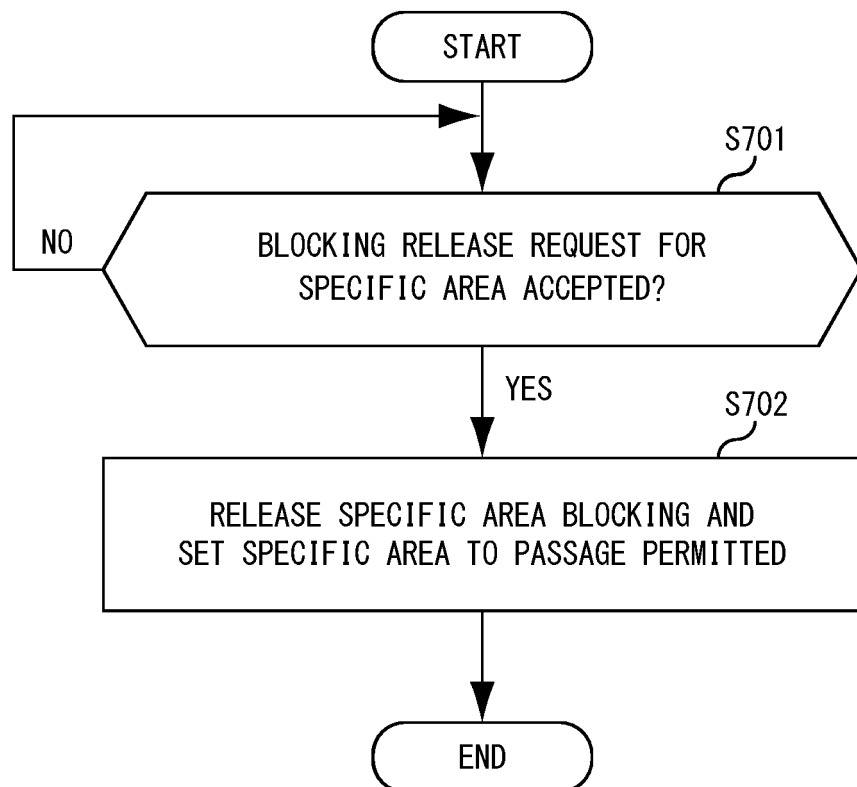 START
S701
BLOCKING RELEASE REQUEST FOR
SPECIFIC AREA ACCEPTED?
NO
YES
S702
RELEASE SPECIFIC AREA BLOCKING AND
SET SPECIFIC AREA TO PASSAGE PERMITTED
END